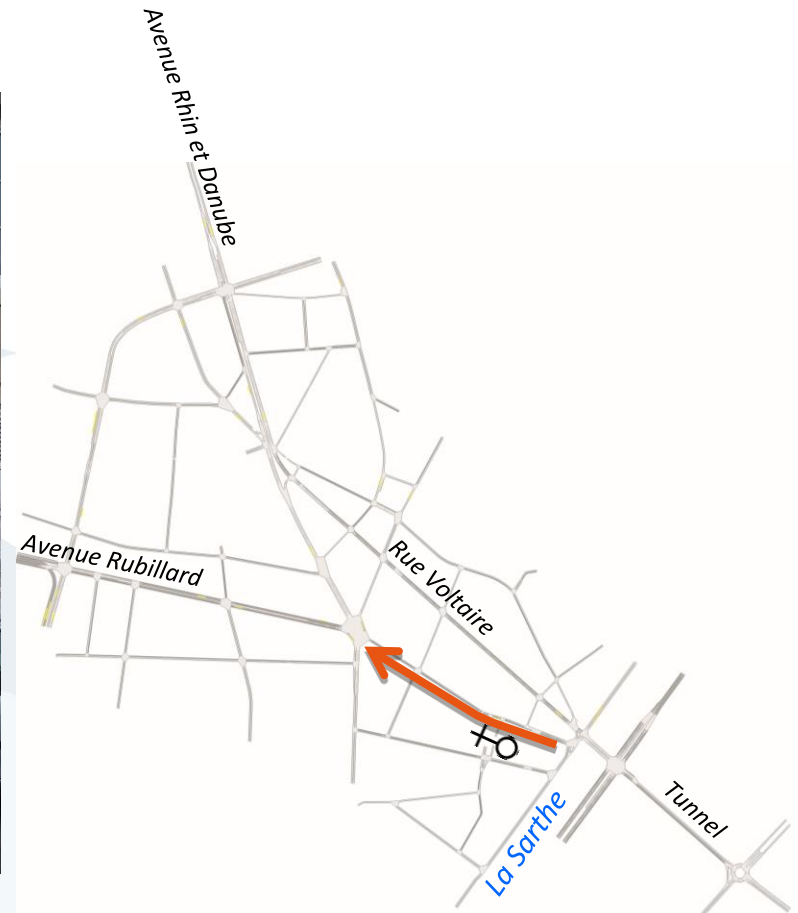 Avenue Rhin et Danube
Avenue Rubillard
Rue Voltaire
Tunnel
La Sarthe